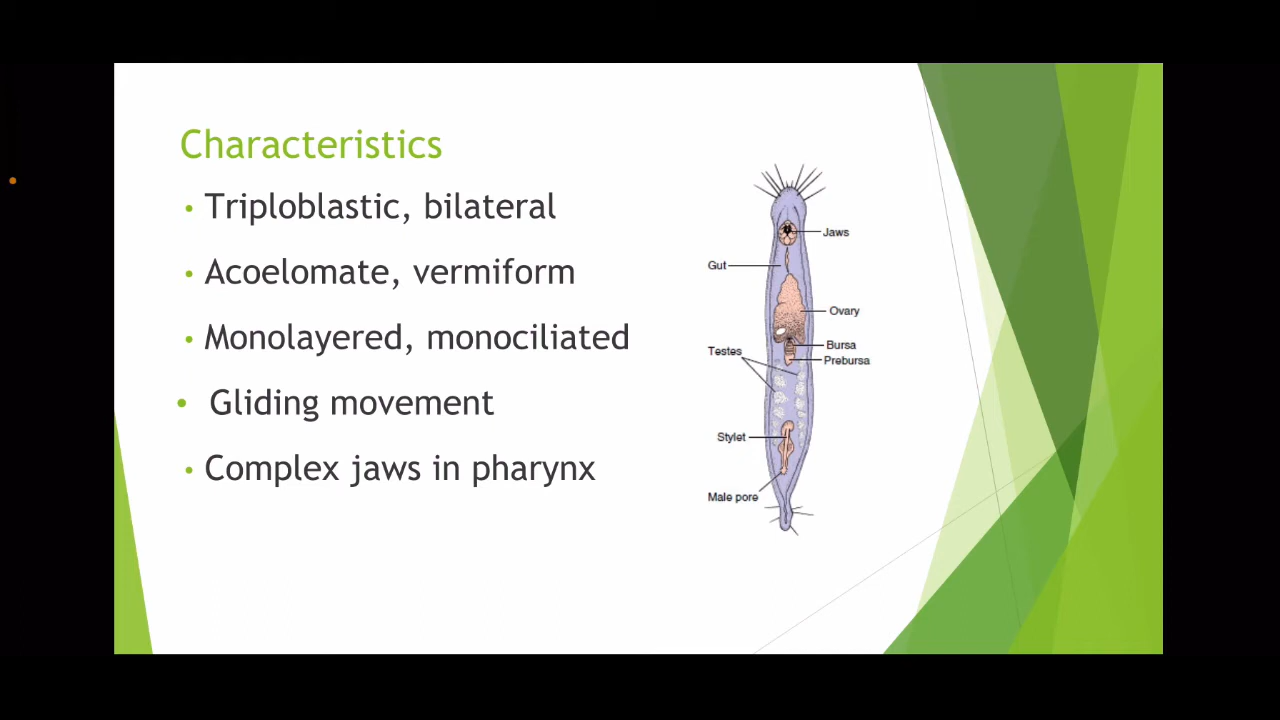 Characteristics
• Triploblastic, bilateral
• Acoelomate, vermiform
• Monolayered, monociliated
• Gliding movement
• Complex jaws in pharynx
Jaws
Gut
Ovary
Bursa
Testes
Prebursa
Stylet
Male pore